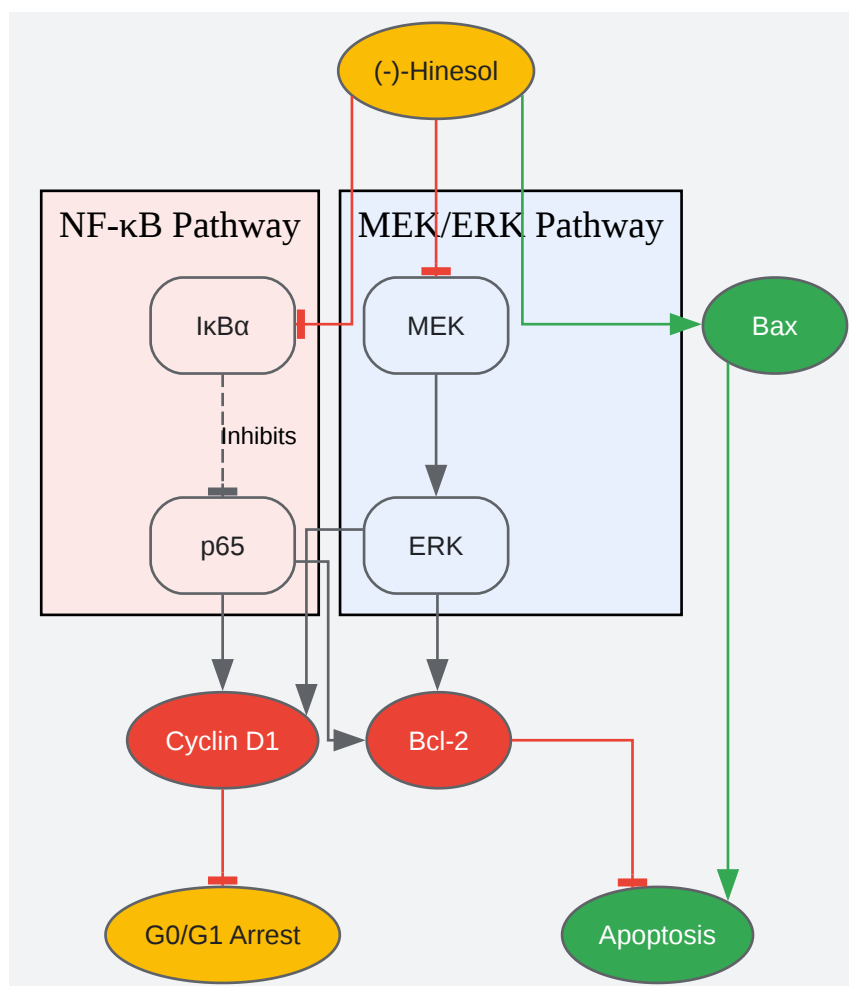 (-)-Hinesol
NF-κB Pathway
MEK/ERK Pathway
IκBα
MEK
Bax
Inhibits
p65
ERK
Cyclin D1
Bcl-2
G0/G1 Arrest
Apoptosis